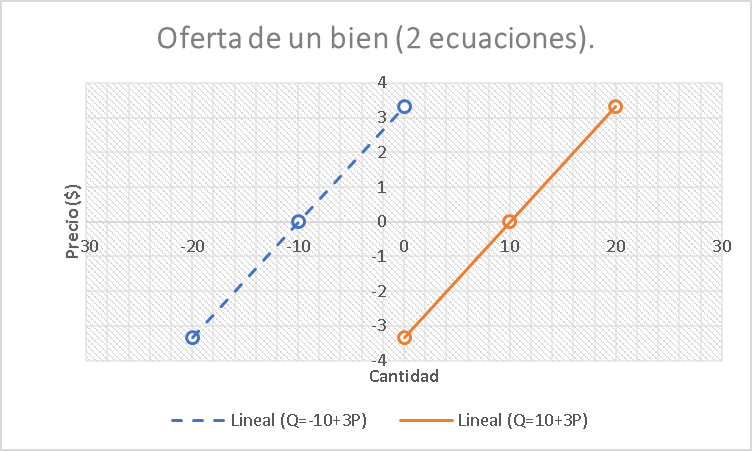 Oferta de un bien (2 ecuaciones).
Precio ($)
4
3
2
1
0
-1
-2
-3
-4
-30 -20 -10 0 10 20 30
Cantidad
Lineal (Q=-10+3P) Lineal (Q=10+3P)